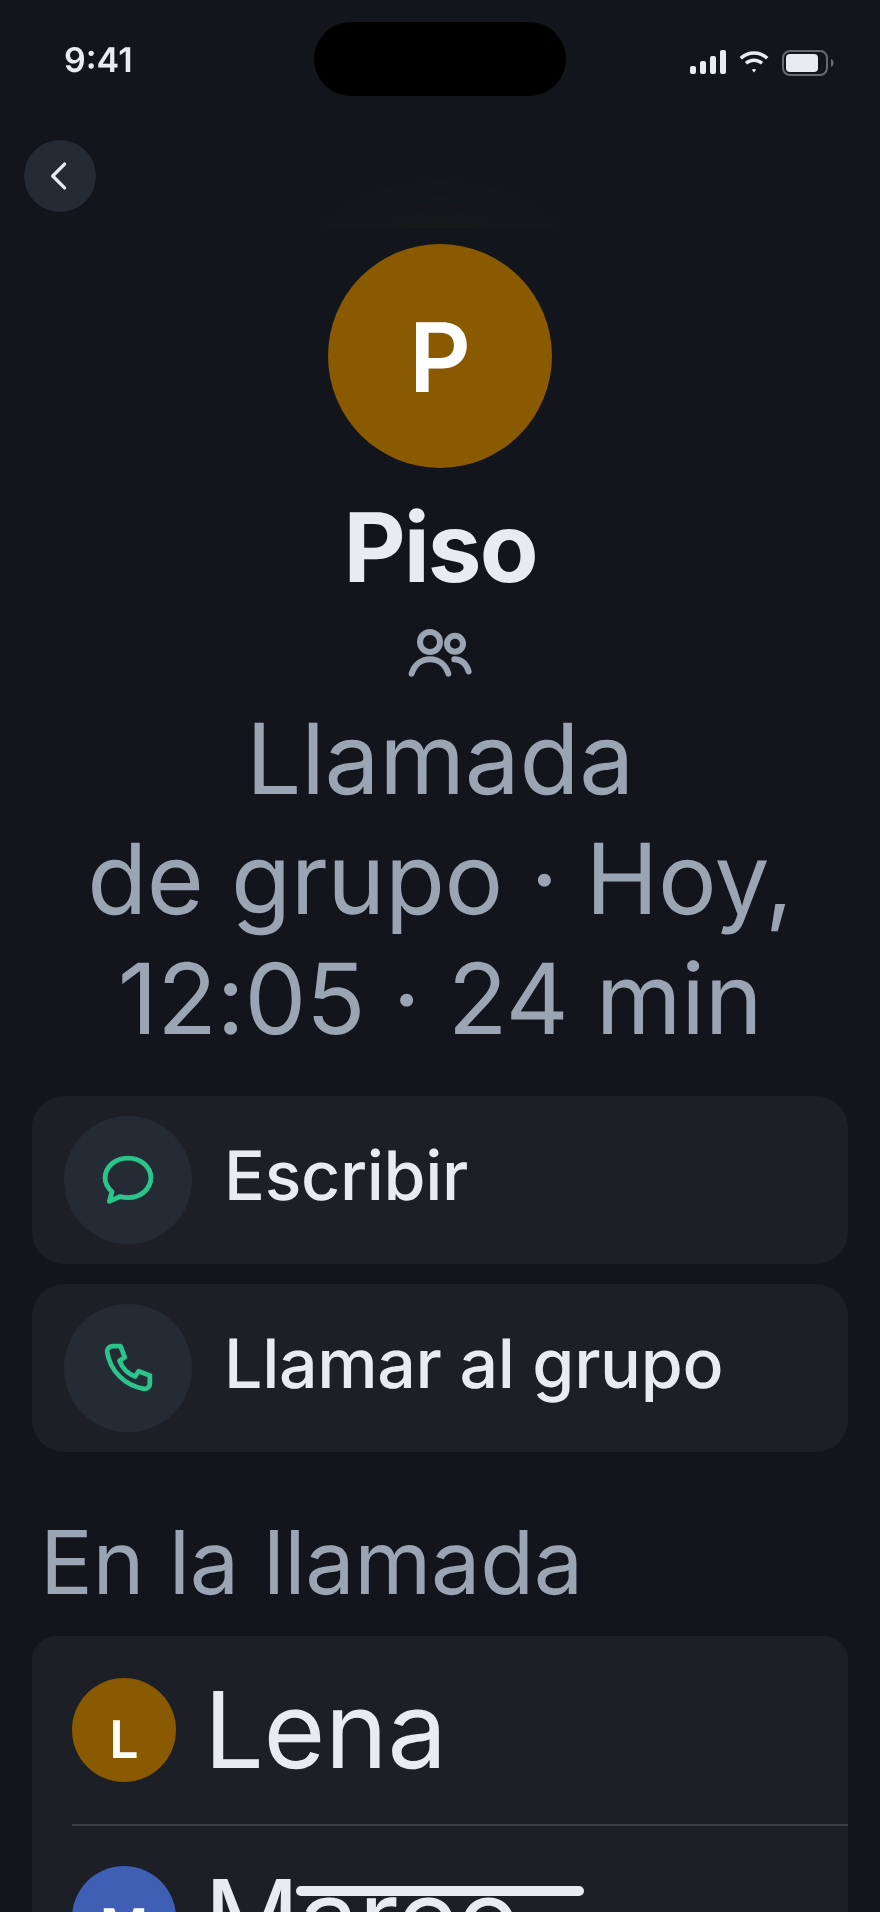 9:41
P
Piso
Llamada
de grupo · Hoy,
12:05 · 24 min
Escribir
Llamar al grupo
En la llamada
L
Lena